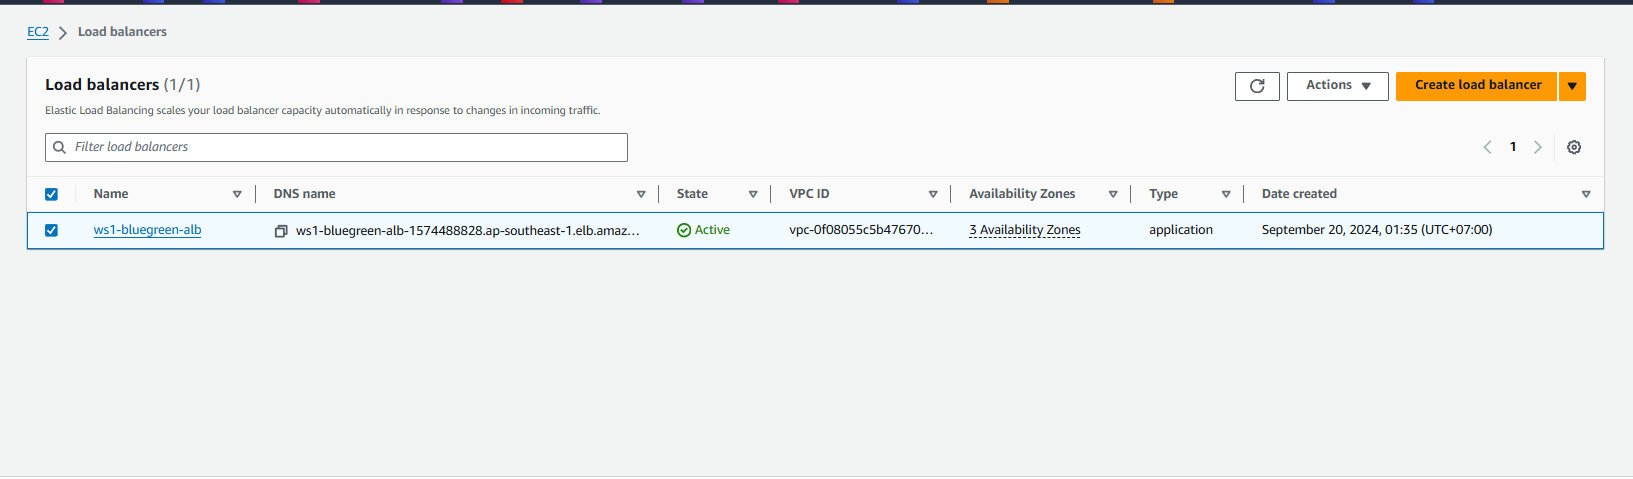 EC2 Load balancers
Load balancers (1/1)
Actions
Create load balancer
Elastic Load Balancing scales your load balancer capacity automatically in response to changes in incoming traffic.
Filter load balancers
1
Name DNS name State VPC ID Availability Zones Type Date created
ws1-bluegreen-alb ws1-bluegreen-alb-1574488828.ap-southeast-1.elb.amaz... Active vpc-0f08055c5b47670... 3 Availability Zones application September 20, 2024, 01:35 (UTC+07:00)